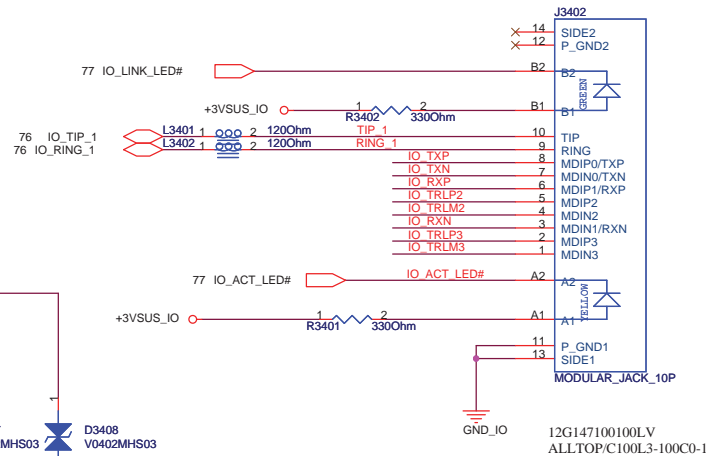 J3402
14 SIDE2
12 P_GND2
77 IO_LINK_LED# B2 B2
GREEN
+3VSUS_IO 1 R3402 2 330Ohm B1 B1
76 IO_TIP_1 L3401 1 2 120Ohm TIP_1 10 TIP
76 IO_RING_1 L3402 1 2 120Ohm RING_1 9 RING
IO_TXP 8 MDIP0/TXP
IO_TXN 7 MDIN0/TXN
IO_RXP 6 MDIP1/RXP
IO_TRLP2 5 MDIP2
IO_TRLM2 4 MDIN2
IO_RXN 3 MDIN1/RXN
IO_TRLP3 2 MDIP3
IO_TRLM3 1 MDIN3
77 IO_ACT_LED# IO_ACT_LED# A2 A2
YELLOW
+3VSUS_IO 1 R3401 2 330Ohm A1 A1
11 P_GND1
13 SIDE1
MODULAR_JACK_10P
GND_IO
12G147100100LV
ALLTOP/C100L3-100C0-1
1
D3408
MHS03 V0402MHS03